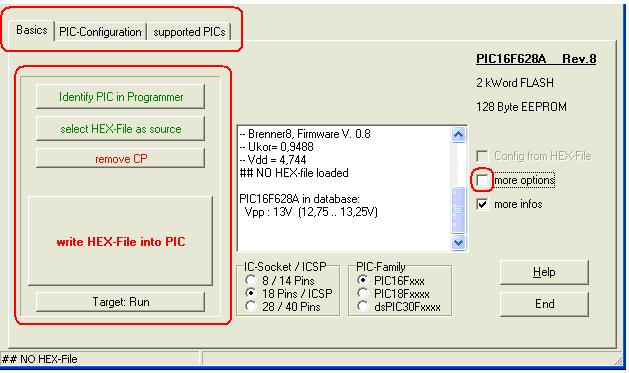 Basics PIC-Configuration supported PICs
PIC16F628A Rev.8
2 kWord FLASH
128 Byte EEPROM
Identify PIC in Programmer
select HEX-File as source
remove CP
write HEX-File into PIC
Target: Run
-- Brenner8, Firmware V. 0.8
-- Ukor= 0,9488
-- Vdd = 4,744
## NO HEX-file loaded
PIC16F628A in database:
Vpp : 13V (12,75 .. 13,25V)
Config from HEX-File
more options
more infos
IC-Socket / ICSP
8 / 14 Pins
18 Pins / ICSP
28 / 40 Pins
PIC-Family
PIC16Fxxx
PIC18Fxxxx
dsPIC30Fxxxx
Help
End
## NO HEX-File